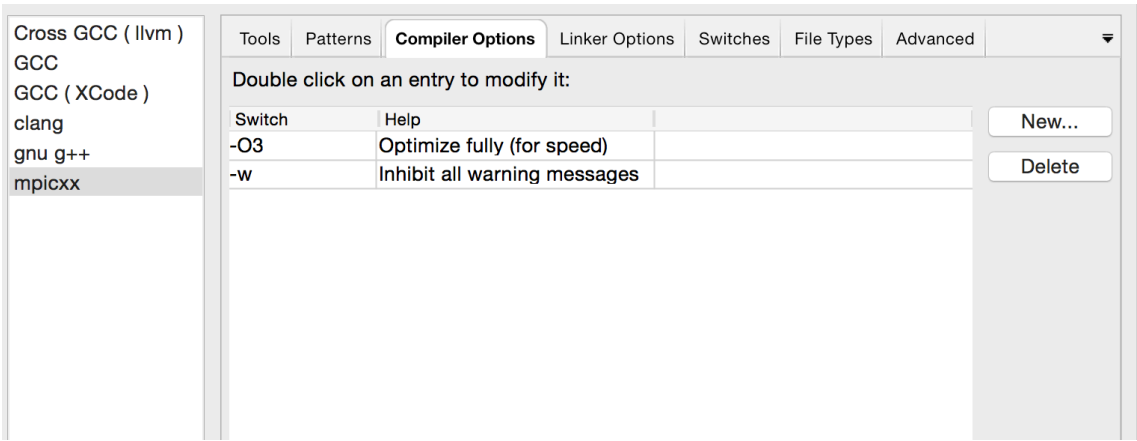 Cross GCC ( llvm )
GCC
GCC ( XCode )
clang
gnu g++
mpicxx
Tools Patterns Compiler Options Linker Options Switches File Types Advanced
Double click on an entry to modify it:
Switch Help
-O3 Optimize fully (for speed)
-w Inhibit all warning messages
New...
Delete